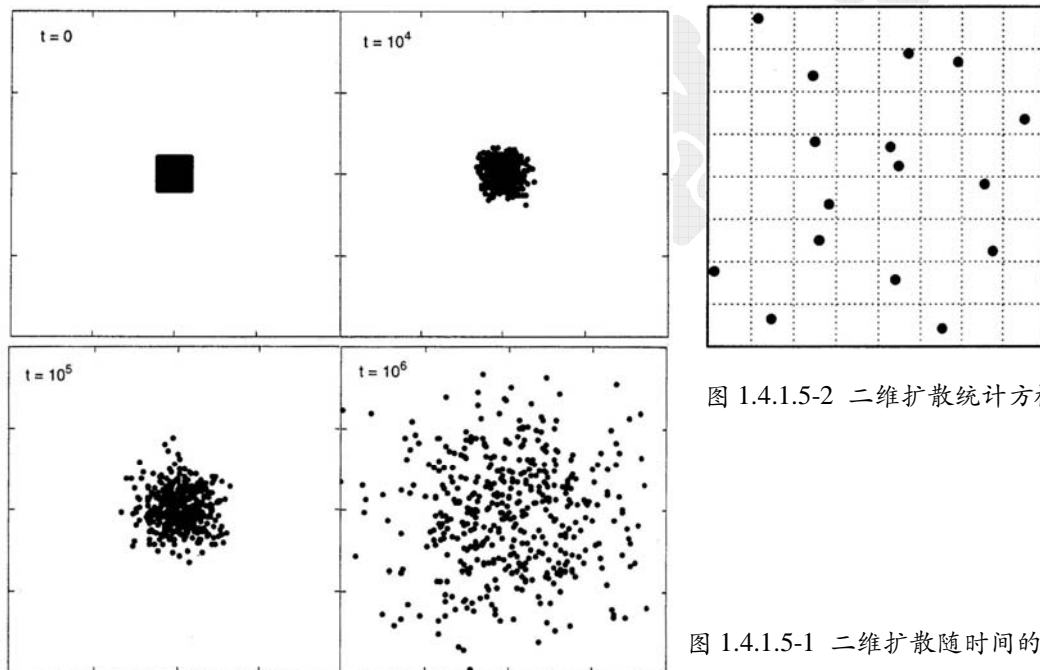 t = 0
t = 10⁴
t = 10⁵
t = 10⁶
图 1.4.1.5-2 二维扩散统计方
图 1.4.1.5-1 二维扩散随时间的